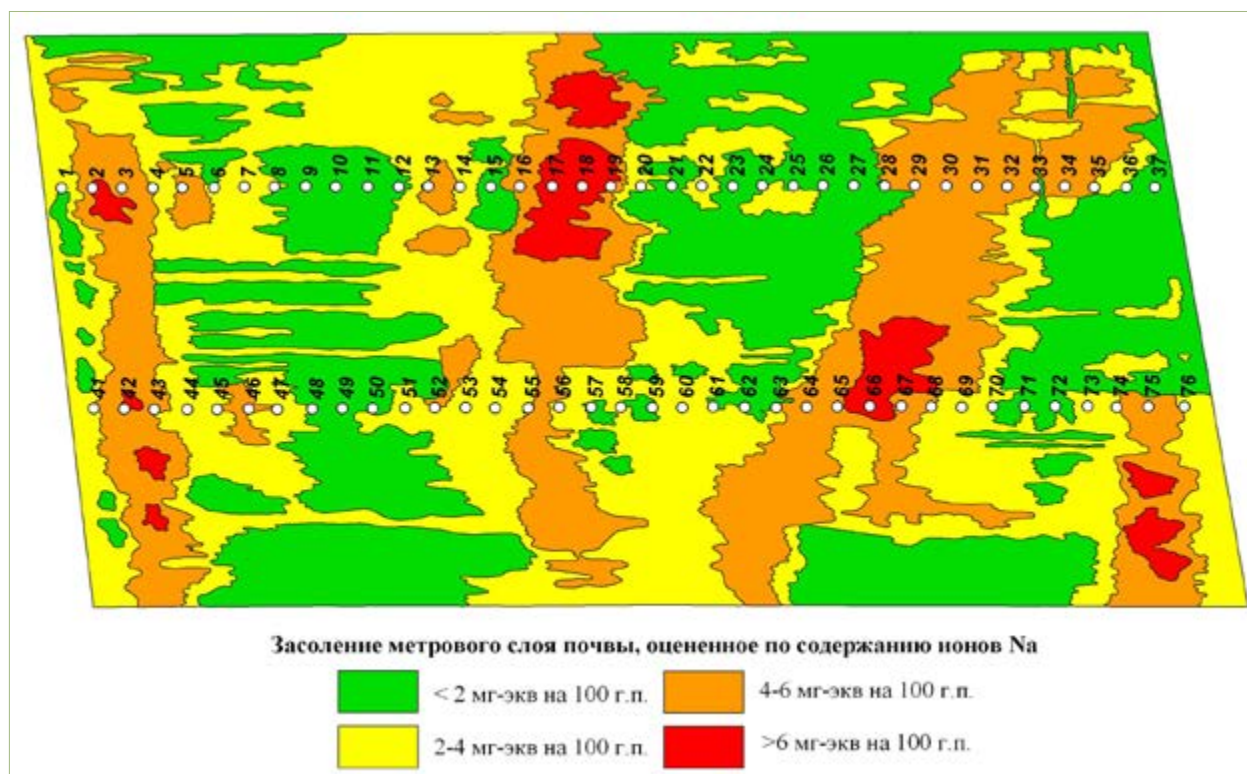 1 2 3 4 5 6 7 8 9 10 11 12 13 14 15 16 17 18 19 20 21 22 23 24 25 26 27 28 29 30 31 32 33 34 35 36 37
41 42 43 44 45 46 47 48 49 50 51 52 53 54 55 56 57 58 59 60 61 62 63 64 65 66 67 68 69 70 71 72 73 74 75 76
Засоление метрового слоя почвы, оцененное по содержанию ионов Na
< 2 мг-экв на 100 г.п. 4-6 мг-экв на 100 г.п.
2-4 мг-экв на 100 г.п. >6 мг-экв на 100 г.п.